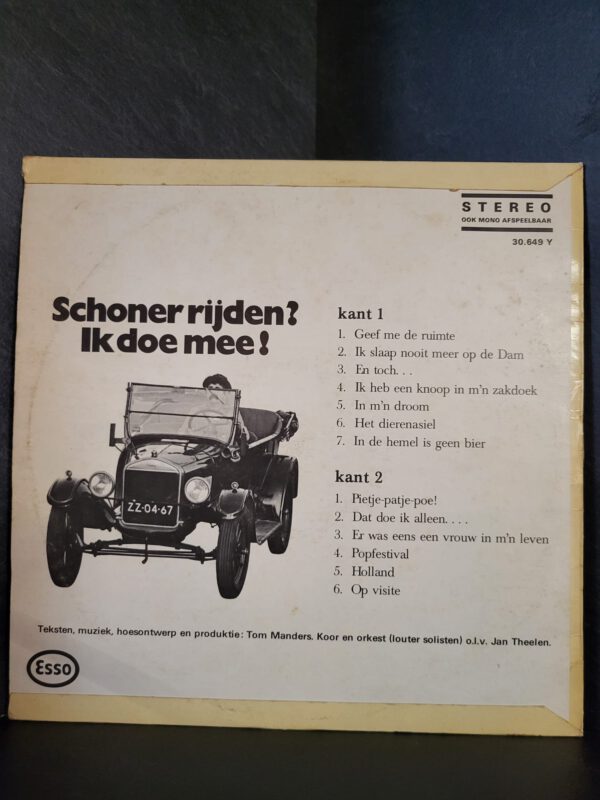 STEREO
OOK MONO AFSPEELBAAR
30.649 Y
Schoner rijden?
Ik doe mee!
ZZ-04-67
kant 1
1. Geef me de ruimte
2. Ik slaap nooit meer op de Dam
3. En toch. . .
4. Ik heb een knoop in m'n zakdoek
5. In m'n droom
6. Het dierenasiel
7. In de hemel is geen bier
kant 2
1. Pietje-patje-poe!
2. Dat doe ik alleen. . . .
3. Er was eens een vrouw in m'n leven
4. Popfestival
5. Holland
6. Op visite
Teksten, muziek, hoesontwerp en produktie: Tom Manders. Koor en orkest (louter solisten) o.l.v. Jan Theelen.
Esso